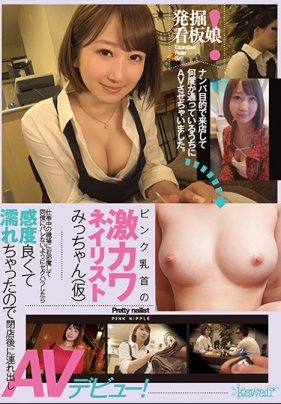 発掘
看板娘!
ナンパ目的で来店して
何度か通っているうちに
AVさせちゃいました。
ピンク乳首の
激カワ
ネイリスト
みっちゃん(仮)
Pretty nailist
PINK NIPPLE
感度良くて
濡れちゃったので
閉店後に連れ出し
AVデビュー!
*kawaii*